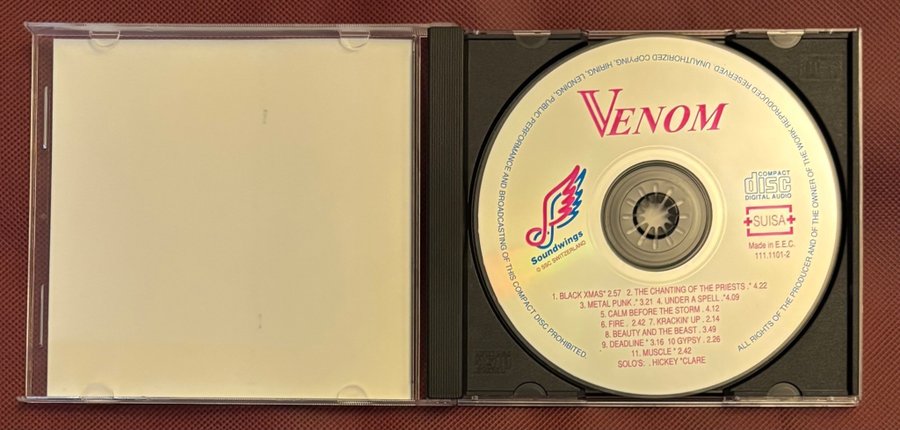 VENOM
COMPACT
disc
DIGITAL AUDIO
SUISA
Made in E.E.C.
111.1101-2
Soundwings
© SSC SWITZERLAND
1. BLACK XMAS" 2.57 2. THE CHANTING OF THE PRIESTS ." 4.22
3. METAL PUNK ." 3.21 4. UNDER A SPELL ."4.09
5. CALM BEFORE THE STORM . 4.12
6. FIRE . 2.42 7. KRACKIN' UP . 2.14
8. BEAUTY AND THE BEAST . 3.49
9. DEADLINE " 3.16 10 GYPSY . 2.26
11. MUSCLE " 2.42
SOLO'S: . HICKEY "CLARE
ALL RIGHTS OF THE PRODUCER AND OF THE OWNER OF THE WORK REPRODUCED RESERVED. UNAUTHORIZED COPYING, HIRING, LENDING, PUBLIC PERFORMANCE AND BROADCASTING OF THIS COMPACT DISC PROHIBITED.